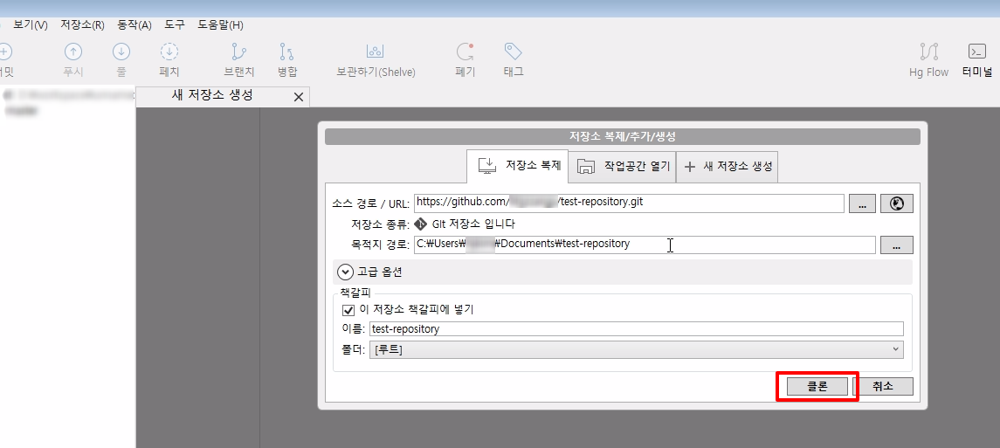 보기(V) 저장소(R) 동작(A) 도구 도움말(H)
푸시 풀 페치 브랜치 병합 보관하기(Shelve) 폐기 태그 Hg Flow 터미널
새 저장소 생성
저장소 복제/추가/생성
저장소 복제 작업공간 열기 새 저장소 생성
소스 경로 / URL: https://github.com/ /test-repository.git ...
저장소 종류: Git 저장소 입니다
목적지 경로: C:₩Users₩ ₩Documents₩test-repository ...
고급 옵션
책갈피
이 저장소 책갈피에 넣기
이름: test-repository
폴더: [루트]
클론 취소